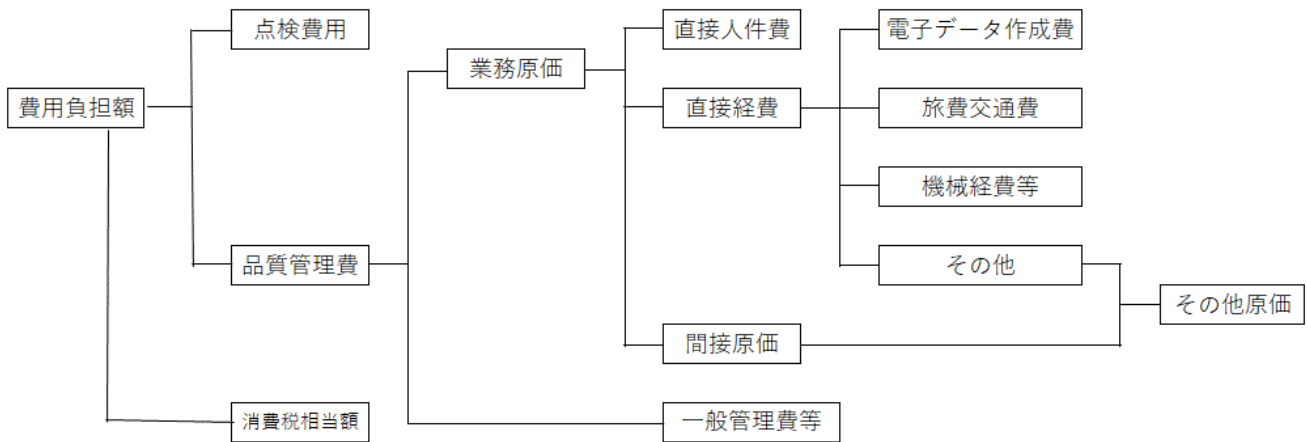 点検費用
直接人件費
電子データ作成費
業務原価
費用負担額
直接経費
旅費交通費
機械経費等
品質管理費
その他
その他原価
間接原価
消費税相当額
一般管理費等